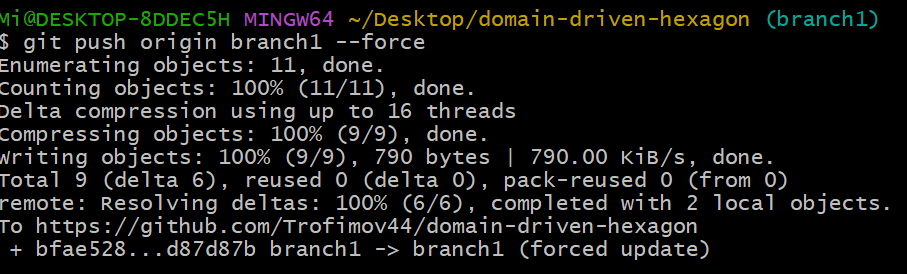 Mi@DESKTOP-8DDEC5H MINGW64 ~/Desktop/domain-driven-hexagon (branch1)
$ git push origin branch1 --force
Enumerating objects: 11, done.
Counting objects: 100% (11/11), done.
Delta compression using up to 16 threads
Compressing objects: 100% (9/9), done.
Writing objects: 100% (9/9), 790 bytes | 790.00 KiB/s, done.
Total 9 (delta 6), reused 0 (delta 0), pack-reused 0 (from 0)
remote: Resolving deltas: 100% (6/6), completed with 2 local objects.
To https://github.com/Trofimov44/domain-driven-hexagon
 + bfae528...d87d87b branch1 -> branch1 (forced update)